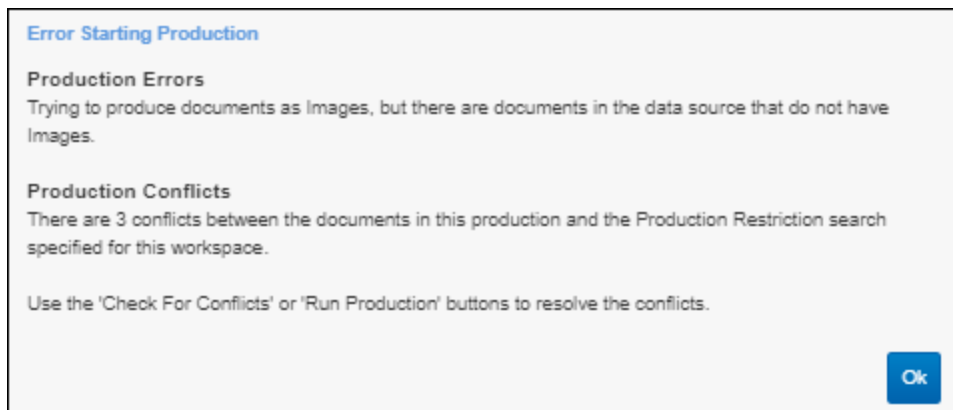 Error Starting Production
Production Errors
Trying to produce documents as Images, but there are documents in the data source that do not have
Images.
Production Conflicts
There are 3 conflicts between the documents in this production and the Production Restriction search
specified for this workspace.
Use the 'Check For Conflicts' or 'Run Production' buttons to resolve the conflicts.
Ok